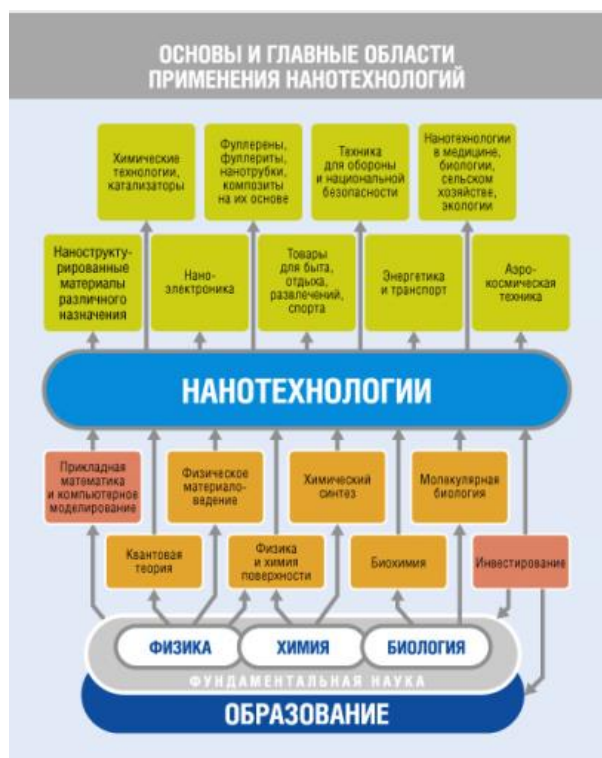 ОСНОВЫ И ГЛАВНЫЕ ОБЛАСТИ
ПРИМЕНЕНИЯ НАНОТЕХНОЛОГИЙ
Химические
технологии,
катализаторы
Фуллерены,
фуллериты,
нанотрубки,
композиты
на их основе
Техника
для обороны
и национальной
безопасности
Нанотехнологии
в медицине,
биологии,
сельском
хозяйстве,
экологии
Нанострукту-
рированные
материалы
различного
назначения
Нано-
электроника
Товары
для быта,
отдыха,
развлечений,
спорта
Энергетика
и транспорт
Аэро-
космическая
техника
НАНОТЕХНОЛОГИИ
Прикладная
математика
и компьютерное
моделирование
Физическое
материало-
ведение
Химический
синтез
Молекулярная
биология
Квантовая
теория
Физика
и химия
поверхности
Биохимия
Инвестирование
ФИЗИКА
ХИМИЯ
БИОЛОГИЯ
ФУНДАМЕНТАЛЬНАЯ НАУКА
ОБРАЗОВАНИЕ